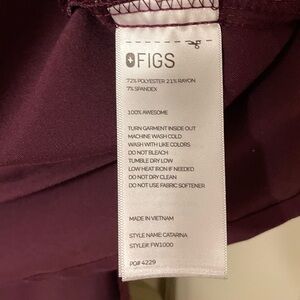 FIGS
72% POLYESTER 21% RAYON
7% SPANDEX
100% AWESOME
TURN GARMENT INSIDE OUT
MACHINE WASH COLD
WASH WITH LIKE COLORS
DO NOT BLEACH
TUMBLE DRY LOW
LOW HEAT IRON IF NEEDED
DO NOT DRY CLEAN
DO NOT USE FABRIC SOFTENER
MADE IN VIETNAM
STYLE NAME: CATARINA
STYLE#: FW1000
PO# 4229